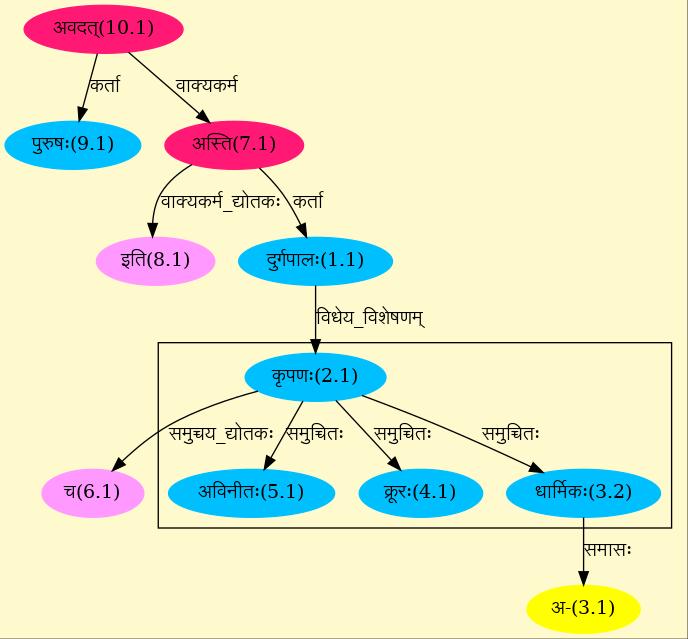 अवदत्(10.1)
कर्ता वाक्यकर्म
पुरुषः(9.1) अस्ति(7.1)
वाक्यकर्म_द्योतकः कर्ता
इति(8.1) दुर्गपालः(1.1)
विधेय_विशेषणम्
कृपणः(2.1)
समुच्चय_द्योतकः समुचितः समुचितः समुचितः
च(6.1) अविनीतः(5.1) क्रूरः(4.1) धार्मिकः(3.2)
समासः
अ-(3.1)